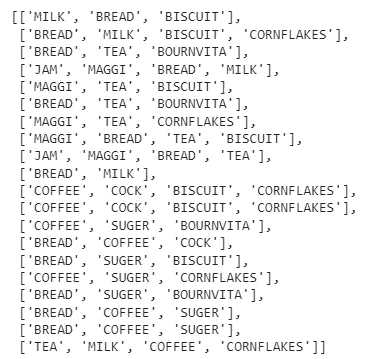 [['MILK', 'BREAD', 'BISCUIT'],
['BREAD', 'MILK', 'BISCUIT', 'CORNFLAKES'],
['BREAD', 'TEA', 'BOURNVITA'],
['JAM', 'MAGGI', 'BREAD', 'MILK'],
['MAGGI', 'TEA', 'BISCUIT'],
['BREAD', 'TEA', 'BOURNVITA'],
['MAGGI', 'TEA', 'CORNFLAKES'],
['MAGGI', 'BREAD', 'TEA', 'BISCUIT'],
['JAM', 'MAGGI', 'BREAD', 'TEA'],
['BREAD', 'MILK'],
['COFFEE', 'COCK', 'BISCUIT', 'CORNFLAKES'],
['COFFEE', 'COCK', 'BISCUIT', 'CORNFLAKES'],
['COFFEE', 'SUGER', 'BOURNVITA'],
['BREAD', 'COFFEE', 'COCK'],
['BREAD', 'SUGER', 'BISCUIT'],
['COFFEE', 'SUGER', 'CORNFLAKES'],
['BREAD', 'SUGER', 'BOURNVITA'],
['BREAD', 'COFFEE', 'SUGER'],
['BREAD', 'COFFEE', 'SUGER'],
['TEA', 'MILK', 'COFFEE', 'CORNFLAKES']]